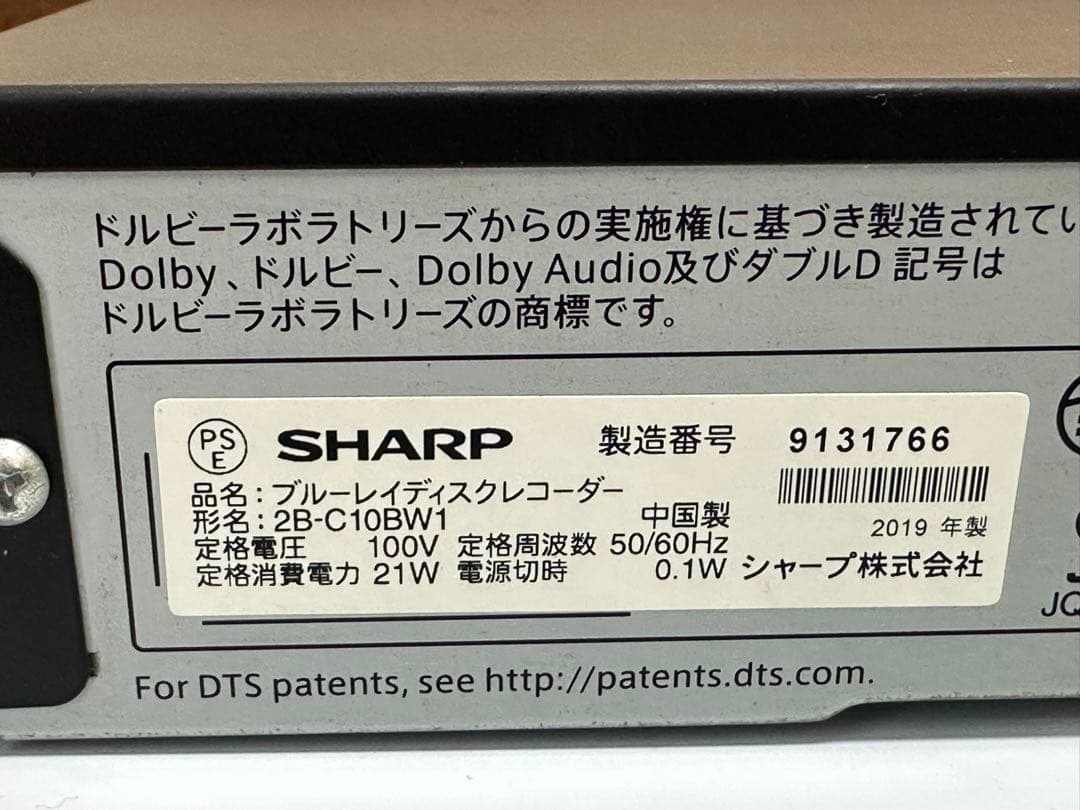 ドルビーラボラトリーズからの実施権に基づき製造されてい
Dolby、ドルビー、Dolby Audio及びダブルD 記号は
ドルビーラボラトリーズの商標です。
PS
E
SHARP 製造番号 9131766
品名：ブルーレイディスクレコーダー
形名：2B-C10BW1 中国製
2019 年製
定格電圧 100V 定格周波数 50/60Hz
定格消費電力 21W 電源切時 0.1W シャープ株式会社
JQ
For DTS patents, see http://patents.dts.com.